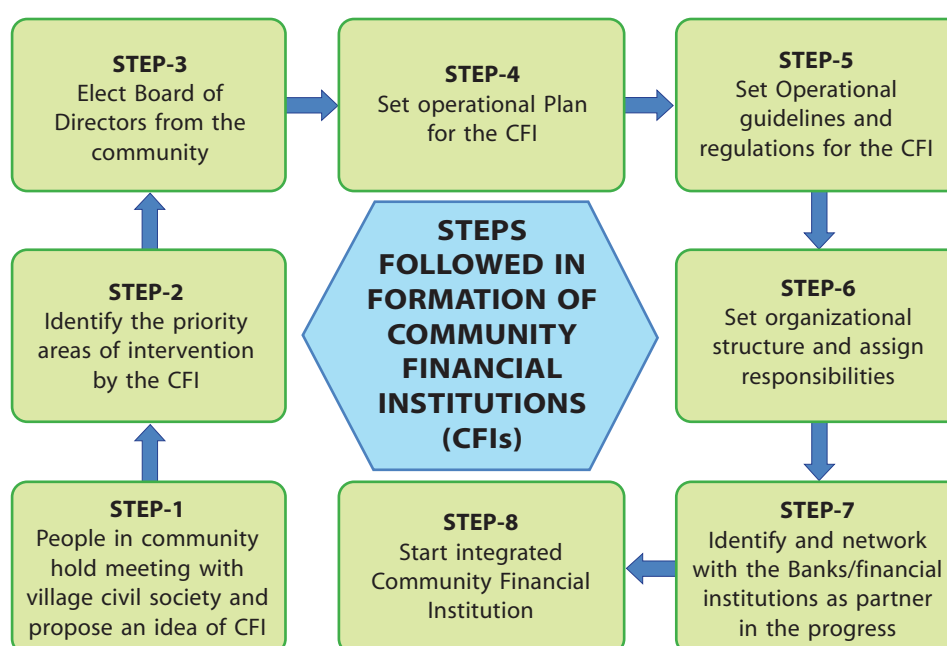 STEP-3
Elect Board of
Directors from the
community
STEP-4
Set operational Plan
for the CFI
STEP-5
Set Operational
guidelines and
regulations for the CFI
STEP-2
Identify the priority
areas of intervention
by the CFI
STEPS
FOLLOWED IN
FORMATION OF
COMMUNITY
FINANCIAL
INSTITUTIONS
(CFIs)
STEP-6
Set organizational
structure and assign
responsibilities
STEP-1
People in community
hold meeting with
village civil society and
propose an idea of CFI
STEP-8
Start integrated
Community Financial
Institution
STEP-7
Identify and network
with the Banks/financial
institutions as partner
in the progress